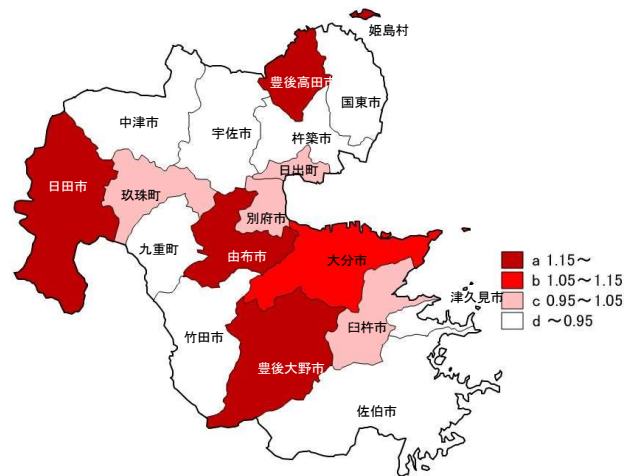 姫島村
豊後高田市
国東市
中津市
宇佐市
杵築市
日出町
日田市
玖珠町
別府市
九重町
由布市
大分市
津久見市
臼杵市
竹田市
豊後大野市
佐伯市
a 1.15～
b 1.05～1.15
c 0.95～1.05
d ～0.95